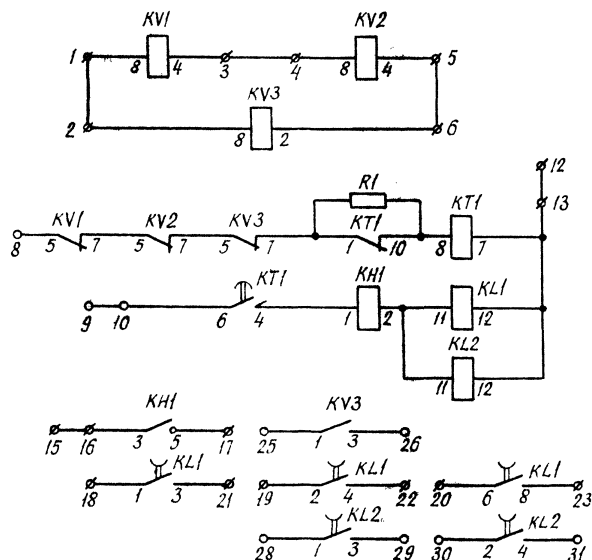 KV1 KV2
1 8 4 3 4 8 4 5
KV3
2 8 2 6
12
R1
KV1 KV2 KV3 KT1 KT1 13
8 5 7 5 7 5 7 1 10 8 7
KT1 KH1 KL1
9 10 6 4 1 2 11 12
KL2
11 12
KH1 KV3
15 16 3 5 17 25 1 3 26
KL1 KL1 KL1
18 1 3 21 19 2 4 22 20 6 8 23
KL2 KL2
28 1 3 29 30 2 4 31